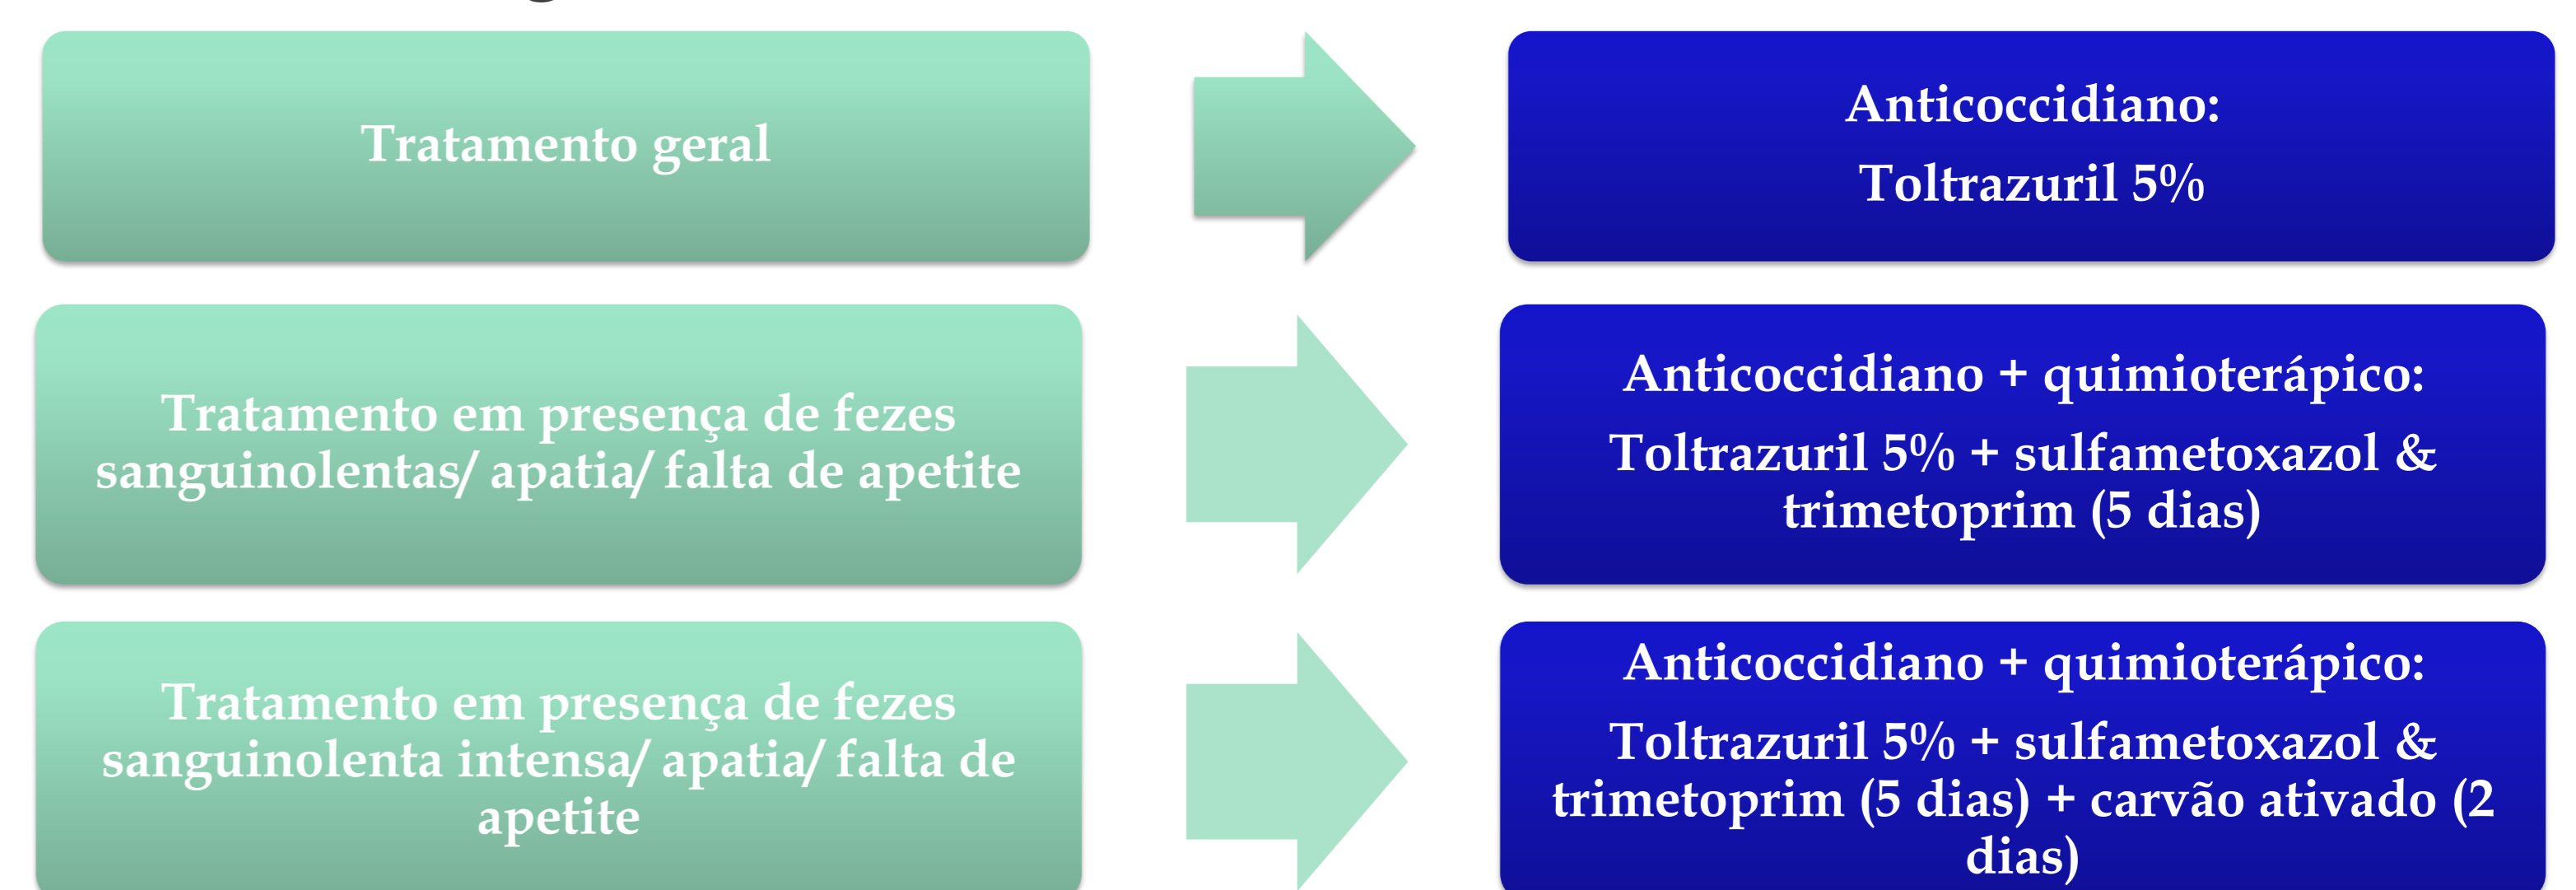 Tratamento geral
Anticoccidiano:
Toltrazuril 5%
Tratamento em presença de fezes
sanguinolentas/ apatia/ falta de apetite
Anticoccidiano + quimioterápico:
Toltrazuril 5% + sulfametoxazol &
trimetoprim (5 dias)
Tratamento em presença de fezes
sanguinolenta intensa/ apatia/ falta de
apetite
Anticoccidiano + quimioterápico:
Toltrazuril 5% + sulfametoxazol &
trimetoprim (5 dias) + carvão ativado (2
dias)